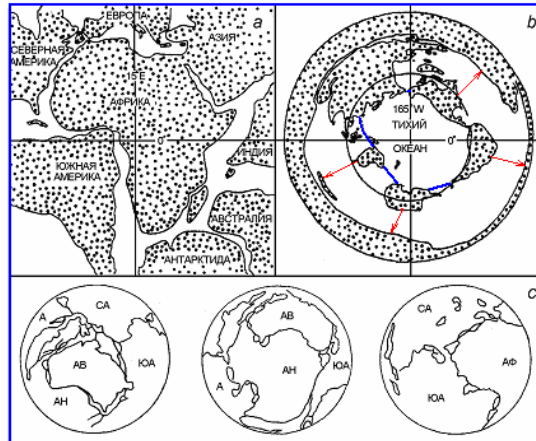 a
ЕВРОПА
СЕВЕРНАЯ
АМЕРИКА
АЗИЯ
15°E
АФРИКА
0°
ИНДИЯ
ЮЖНАЯ
АМЕРИКА
АВСТРАЛИЯ
АНТАРКТИДА
b
165°W
ТИХИЙ
0°
ОКЕАН
c
А
СА
АВ
ЮА
АН
АВ
АН
ЮА
А
СА
АФ
ЮА